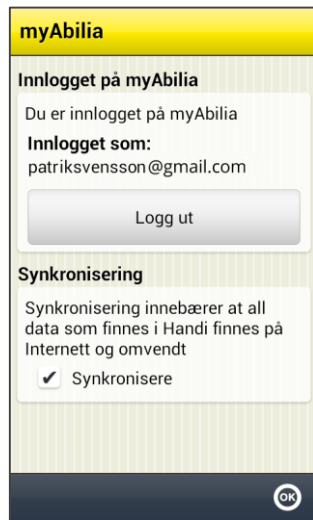 myAbilia
Innlogget på myAbilia
Du er innlogget på myAbilia
Innlogget som:
patriksvensson@gmail.com
Logg ut
Synkronisering
Synkronisering innebærer at all
data som finnes i Handi finnes på
Internett og omvendt
Synkronisere
OK